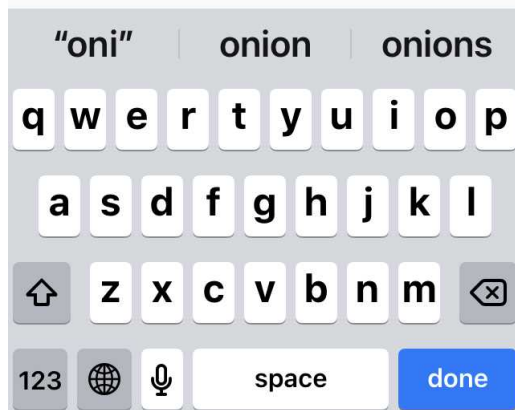 “oni” onion onions
q w e r t y u i o p
a s d f g h j k l
z x c v b n m
123 space done